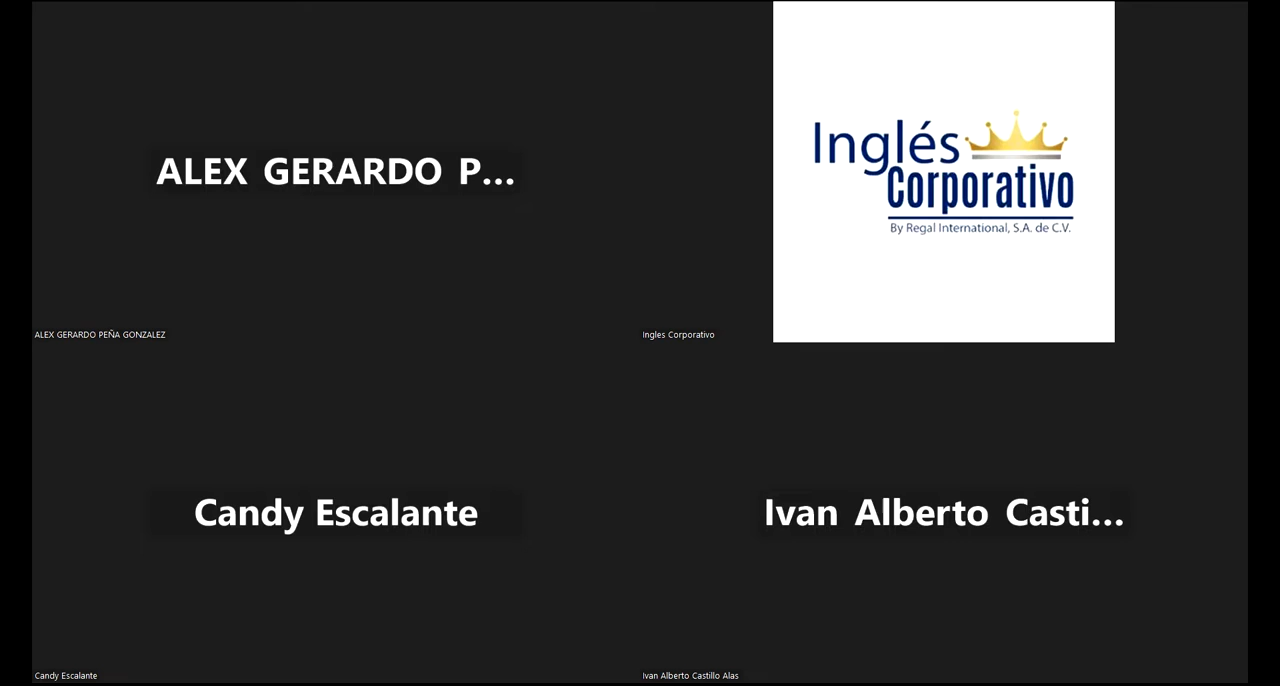 ALEX GERARDO P...
ALEX GERARDO PEÑA GONZALEZ
Inglés
Corporativo
By Regal International, S.A. de C.V.
Ingles Corporativo
Candy Escalante
Candy Escalante
Ivan Alberto Casti...
Ivan Alberto Castillo Alas